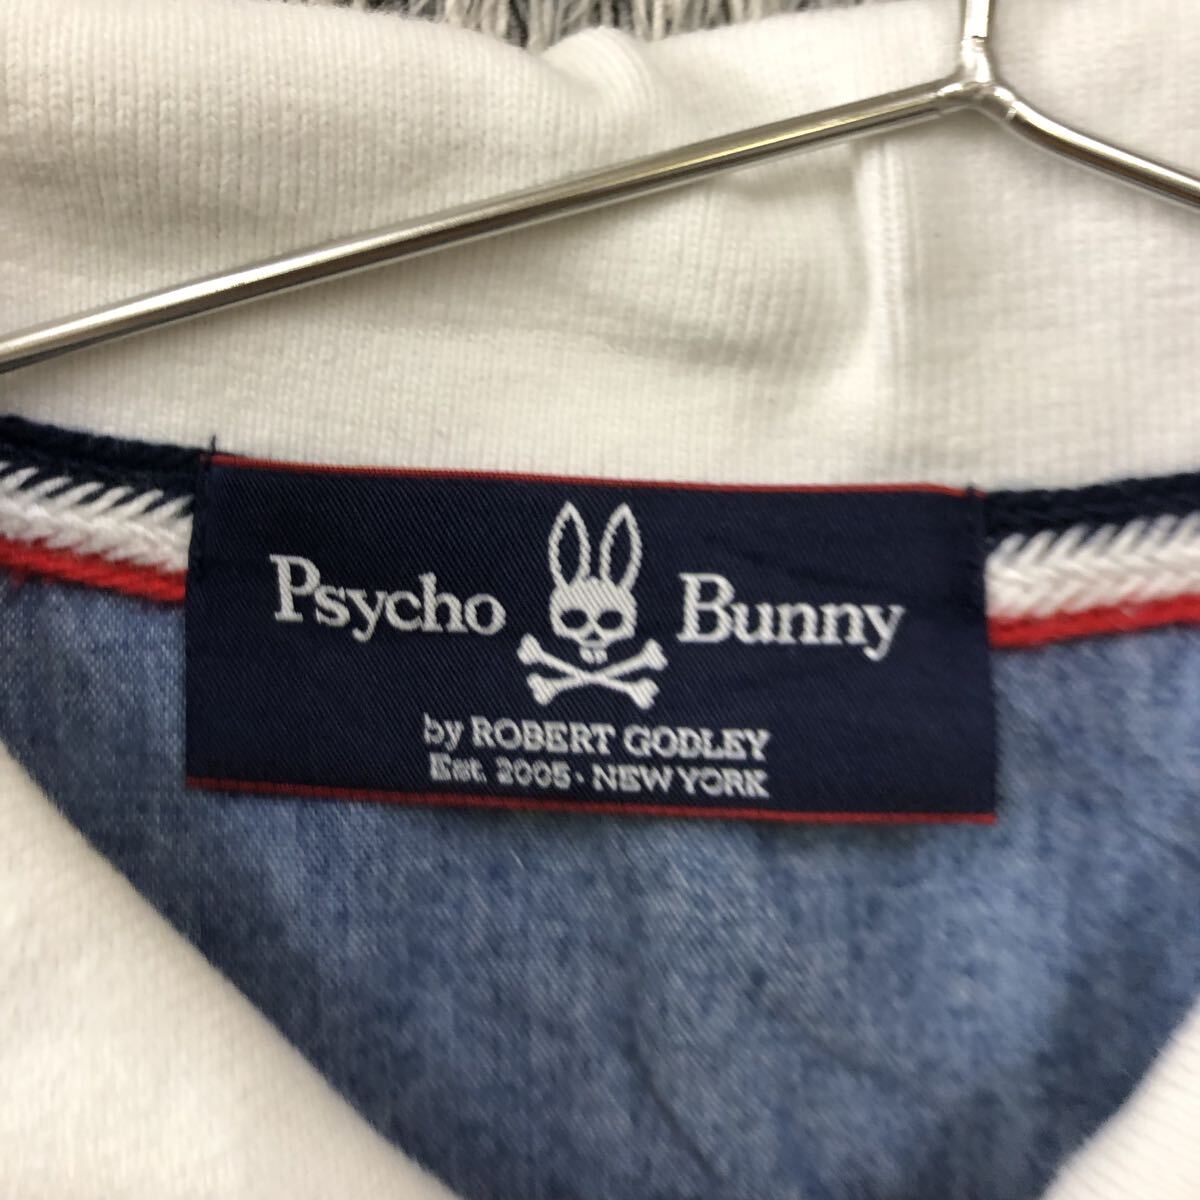 Psycho Bunny
by ROBERT GODLEY
Est. 2005 · NEW YORK